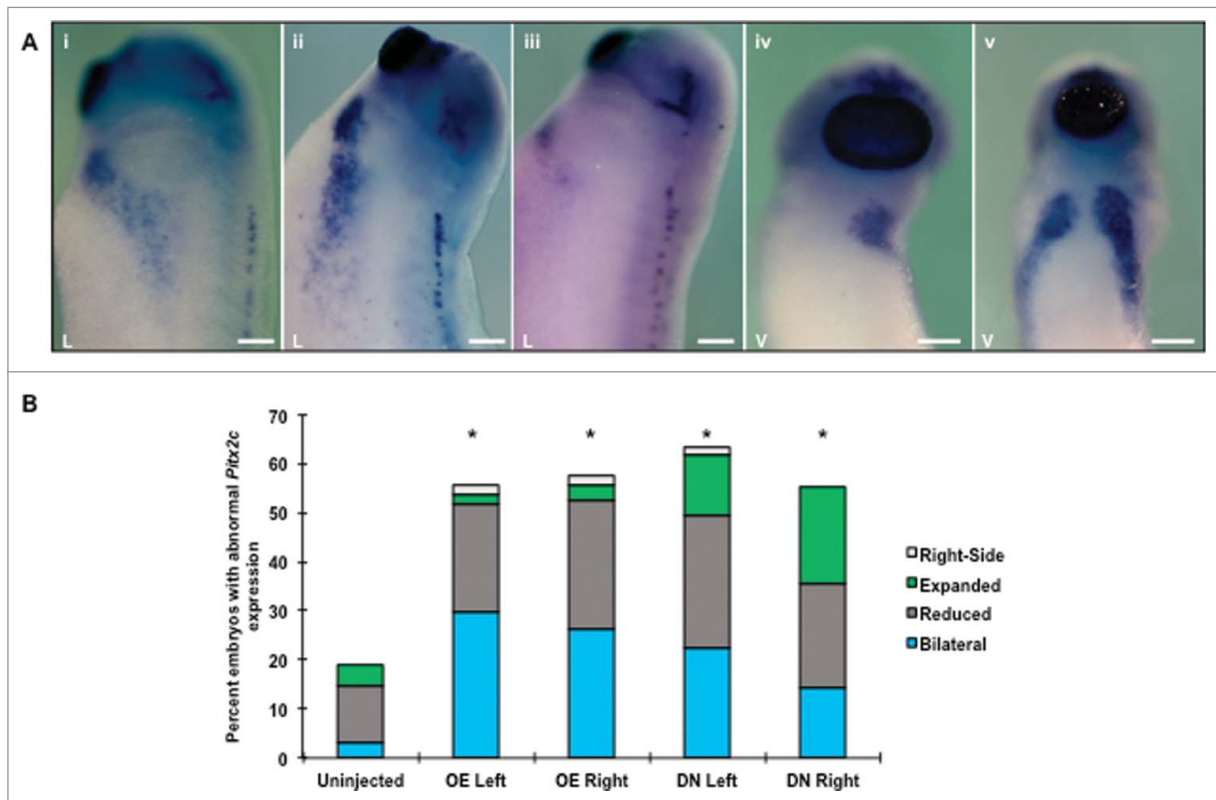 A
i
ii
iii
iv
v
L
L
L
V
V
B
Percent embryos with abnormal Pitx2c
expression
70
60
50
40
30
20
10
0
*
*
*
*
Uninjected
OE Left
OE Right
DN Left
DN Right
Right-Side
Expanded
Reduced
Bilateral